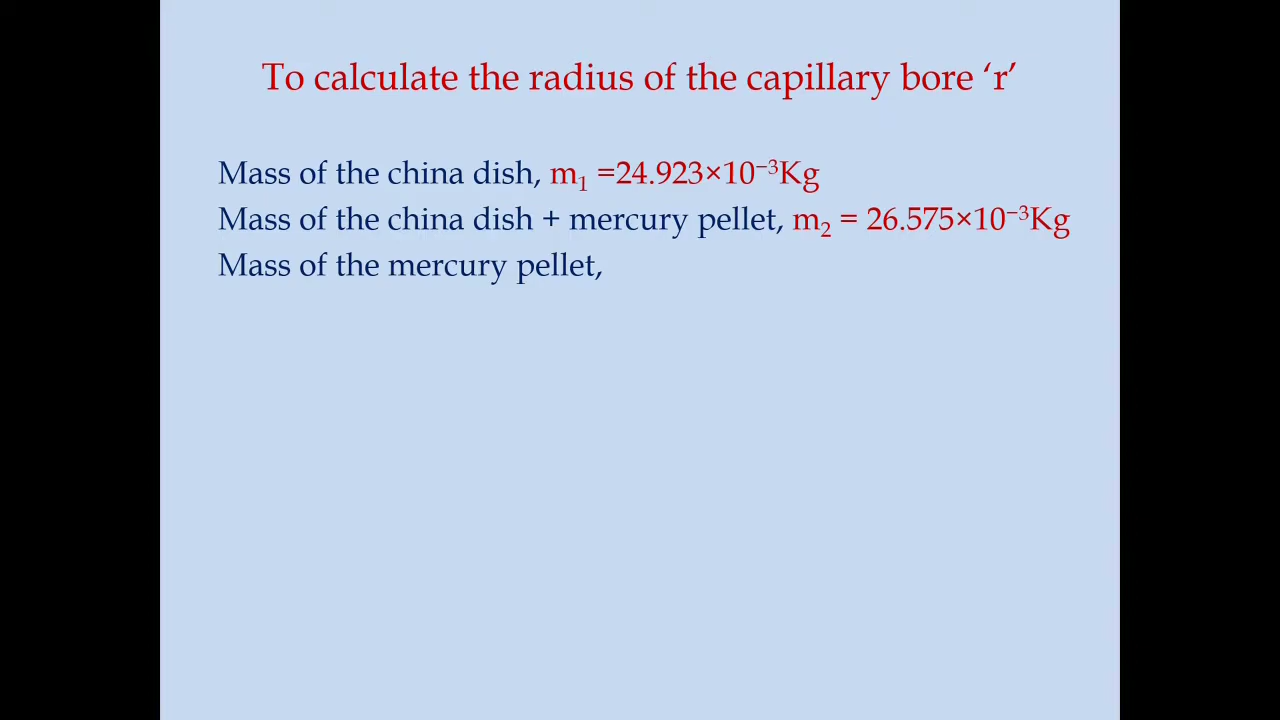 To calculate the radius of the capillary bore ‘r’
Mass of the china dish, m₁ =24.923×10⁻³Kg
Mass of the china dish + mercury pellet, m₂ = 26.575×10⁻³Kg
Mass of the mercury pellet,